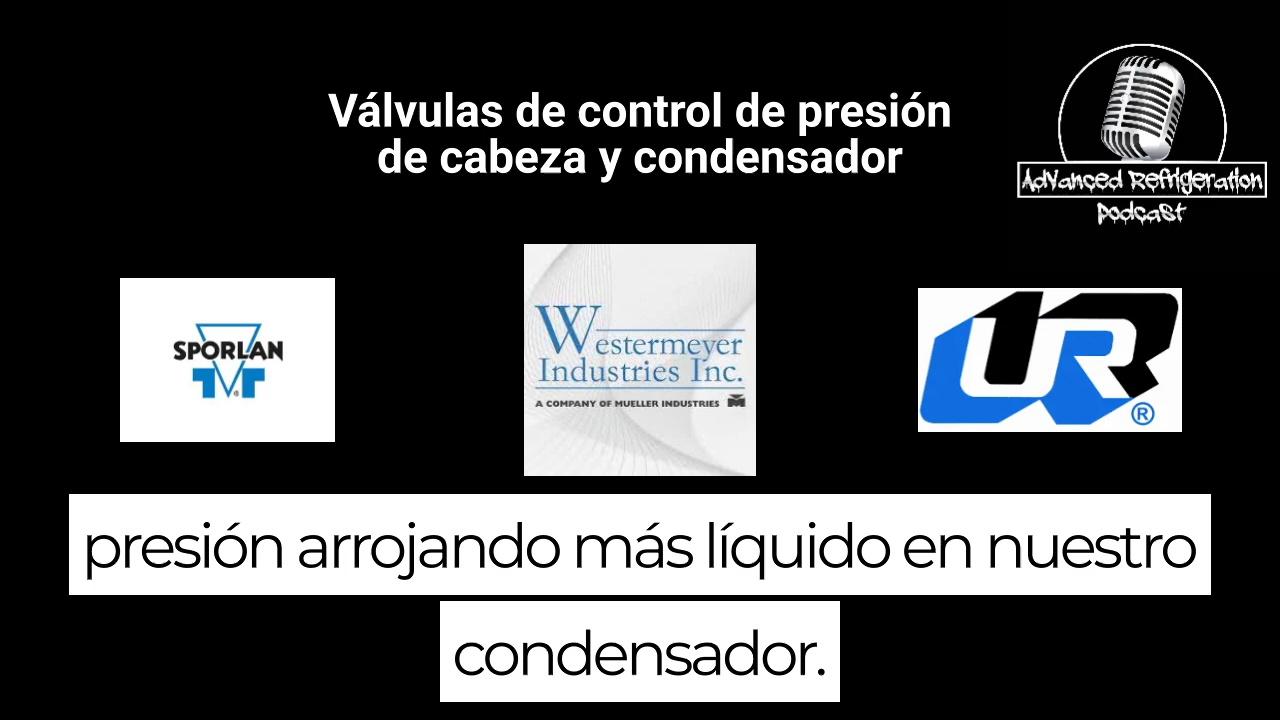 Válvulas de control de presión
de cabeza y condensador
AdVanced Refrigeration
Podcast
SPORLAN
®
Westermeyer
Industries Inc.
A COMPANY OF MUELLER INDUSTRIES
UR
®
presión arrojando más líquido en nuestro
condensador.